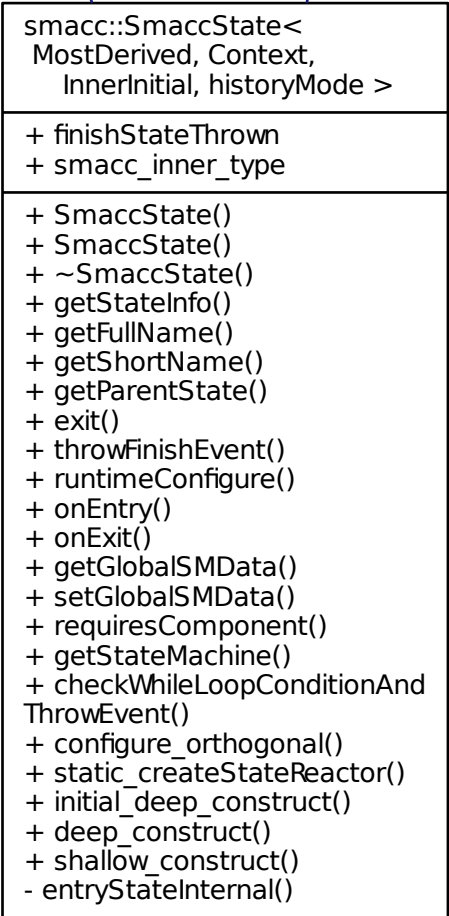 smacc::SmaccState<
MostDerived, Context,
InnerInitial, historyMode >
+ finishStateThrown
+ smacc_inner_type
+ SmaccState()
+ SmaccState()
+ ~SmaccState()
+ getStateInfo()
+ getFullName()
+ getShortName()
+ getParentState()
+ exit()
+ throwFinishEvent()
+ runtimeConfigure()
+ onEntry()
+ onExit()
+ getGlobalSMData()
+ setGlobalSMData()
+ requiresComponent()
+ getStateMachine()
+ checkWhileLoopConditionAnd
ThrowEvent()
+ configure_orthogonal()
+ static_createStateReactor()
+ initial_deep_construct()
+ deep_construct()
+ shallow_construct()
- entryStateInternal()